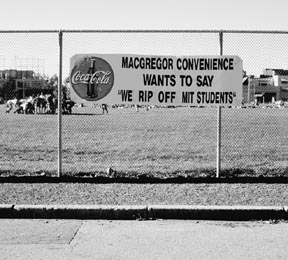 Coca-Cola
MACGREGOR CONVENIENCE
WANTS TO SAY
"WE RIP OFF MIT STUDENTS"